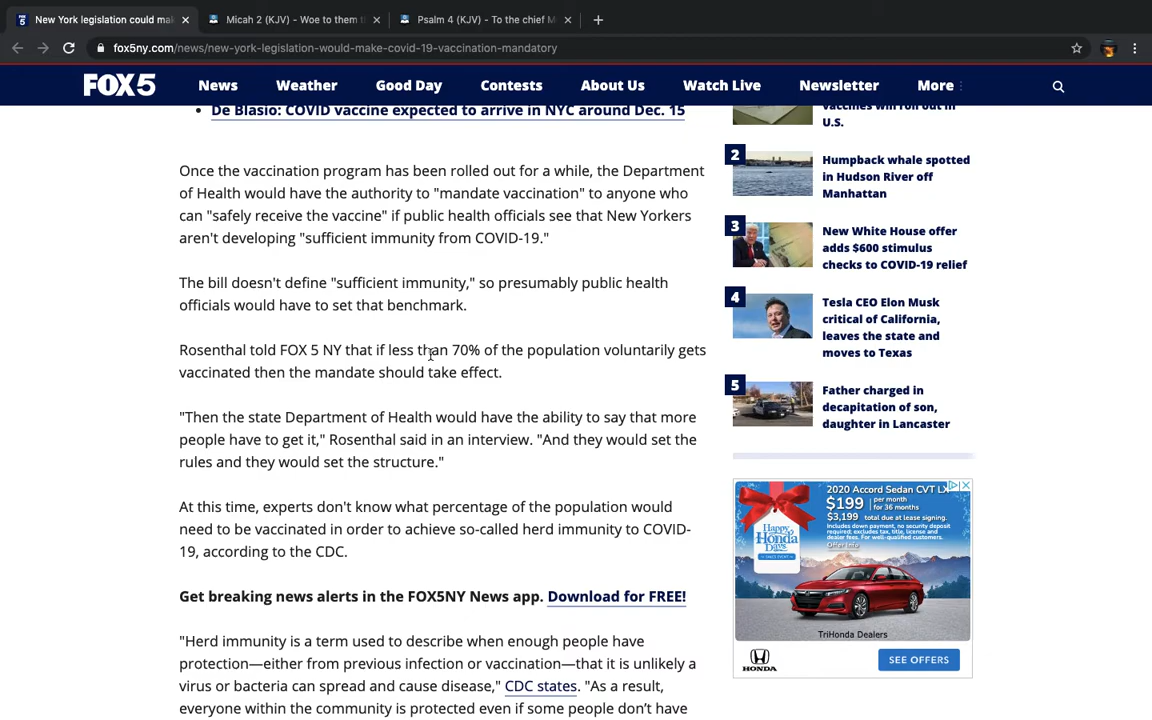 New York legislation could mak
Micah 2 (KJV) - Woe to them t
Psalm 4 (KJV) - To the chief M
fox5ny.com/news/new-york-legislation-would-make-covid-19-vaccination-mandatory
FOX5
News
Weather
Good Day
Contests
About Us
Watch Live
Newsletter
More
De Blasio: COVID vaccine expected to arrive in NYC around Dec. 15
Once the vaccination program has been rolled out for a while, the Department
of Health would have the authority to "mandate vaccination" to anyone who
can "safely receive the vaccine" if public health officials see that New Yorkers
aren't developing "sufficient immunity from COVID-19."
The bill doesn't define "sufficient immunity," so presumably public health
officials would have to set that benchmark.
Rosenthal told FOX 5 NY that if less than 70% of the population voluntarily gets
vaccinated then the mandate should take effect.
"Then the state Department of Health would have the ability to say that more
people have to get it," Rosenthal said in an interview. "And they would set the
rules and they would set the structure."
At this time, experts don't know what percentage of the population would
need to be vaccinated in order to achieve so-called herd immunity to COVID-
19, according to the CDC.
Get breaking news alerts in the FOX5NY News app. Download for FREE!
"Herd immunity is a term used to describe when enough people have
protection—either from previous infection or vaccination—that it is unlikely a
virus or bacteria can spread and cause disease," CDC states. "As a result,
everyone within the community is protected even if some people don't have
vaccines will roll out in
U.S.
2
Humpback whale spotted
in Hudson River off
Manhattan
3
New White House offer
adds $600 stimulus
checks to COVID-19 relief
4
Tesla CEO Elon Musk
critical of California,
leaves the state and
moves to Texas
5
Father charged in
decapitation of son,
daughter in Lancaster
2020 Accord Sedan CVT LX
$199 per month
for 36 months
$3,199 total due at lease signing.
Includes down payment, no security deposit
required; excludes tax, title, license and
dealer fees. For well-qualified customers.
Offer Info
Happy
Honda
Days
SALES EVENT
TriHonda Dealers
HONDA
SEE OFFERS